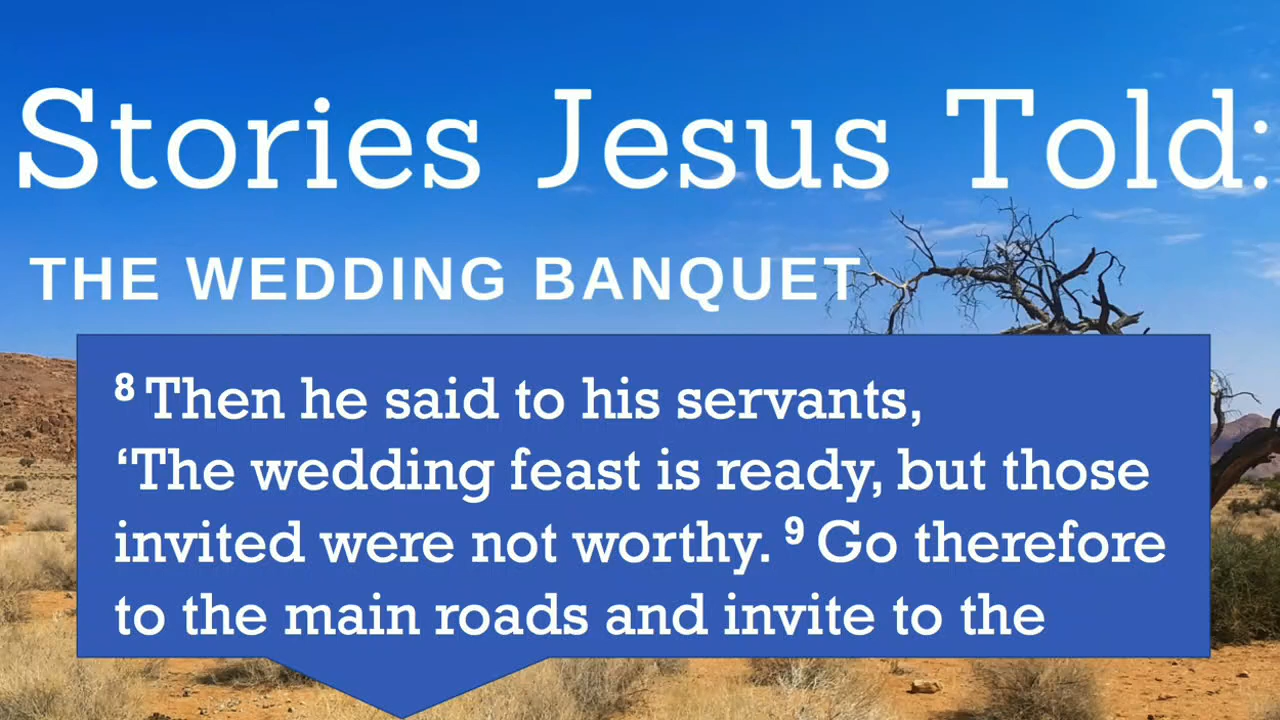 Stories Jesus Told:
THE WEDDING BANQUET
⁸ Then he said to his servants,
‘The wedding feast is ready, but those
invited were not worthy. ⁹ Go therefore
to the main roads and invite to the